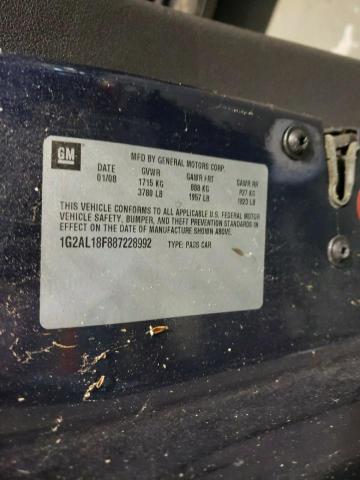 GM
MFD BY GENERAL MOTORS CORP.
DATE GVWR GAWR FRT GAWR RR
01/08 1715 KG 888 KG 827 KG
3780 LB 1957 LB 1823 LB
THIS VEHICLE CONFORMS TO ALL APPLICABLE U.S. FEDERAL MOTOR
VEHICLE SAFETY, BUMPER, AND THEFT PREVENTION STANDARDS IN
EFFECT ON THE DATE OF MANUFACTURE SHOWN ABOVE.
1G2AL18F887228992 TYPE: PASS CAR